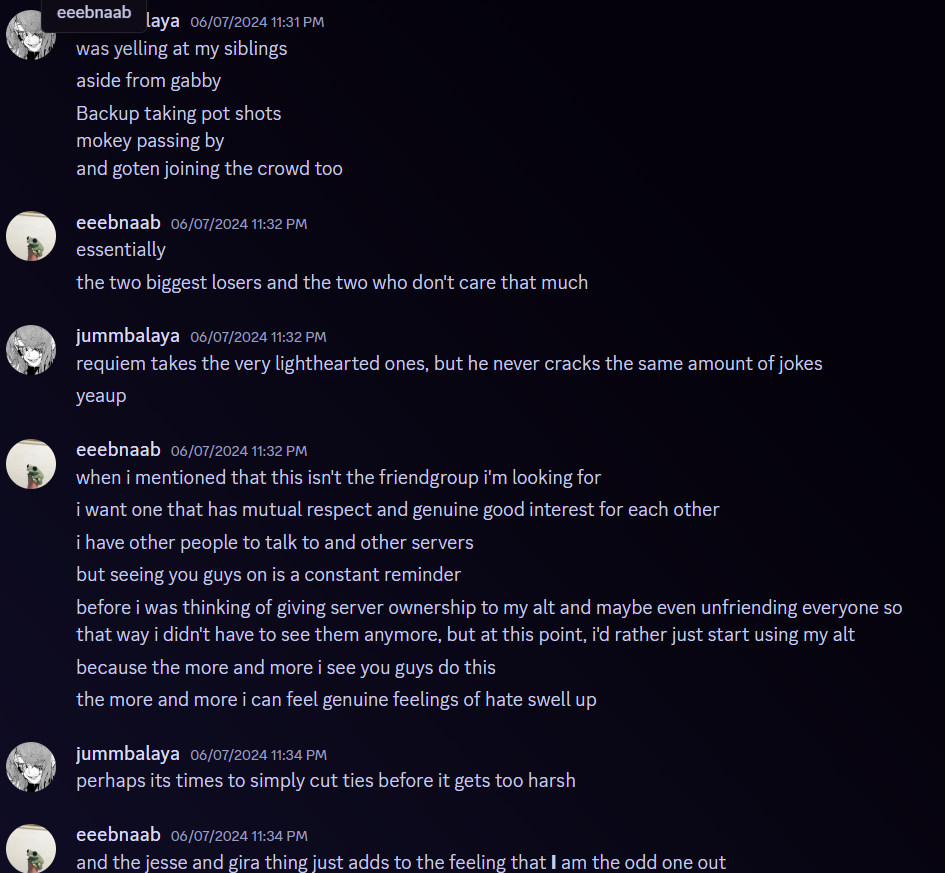 eeebnaab
laya 06/07/2024 11:31 PM
was yelling at my siblings
aside from gabby
Backup taking pot shots
mokey passing by
and goten joining the crowd too
eeebnaab 06/07/2024 11:32 PM
essentially
the two biggest losers and the two who don't care that much
jummbalaya 06/07/2024 11:32 PM
requiem takes the very lighthearted ones, but he never cracks the same amount of jokes
yeaup
eeebnaab 06/07/2024 11:32 PM
when i mentioned that this isn't the friendgroup i'm looking for
i want one that has mutual respect and genuine good interest for each other
i have other people to talk to and other servers
but seeing you guys on is a constant reminder
before i was thinking of giving server ownership to my alt and maybe even unfriending everyone so
that way i didn't have to see them anymore, but at this point, i'd rather just start using my alt
because the more and more i see you guys do this
the more and more i can feel genuine feelings of hate swell up
jummbalaya 06/07/2024 11:34 PM
perhaps its times to simply cut ties before it gets too harsh
eeebnaab 06/07/2024 11:34 PM
and the jesse and gira thing just adds to the feeling that I am the odd one out